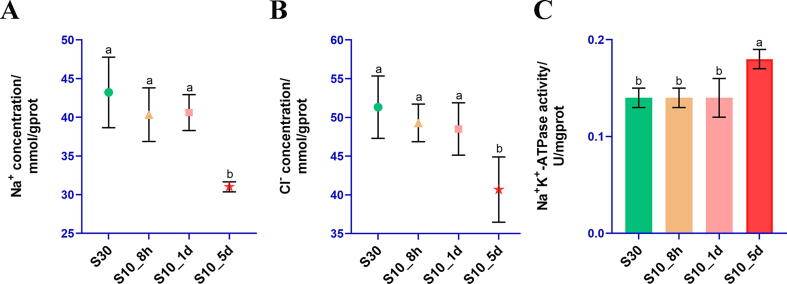 A
Na⁺ concentration/
mmol/gprot
50
45
40
35
30
25
a
a
a
b
S30
S10_8h
S10_1d
S10_5d
B
Cl⁻ concentration/
mmol/gprot
60
55
50
45
40
35
a
a
a
b
S30
S10_8h
S10_1d
S10_5d
C
Na⁺K⁺-ATPase activity/
U/mgprot
0.2
0.1
0.0
b
b
b
a
S30
S10_8h
S10_1d
S10_5d